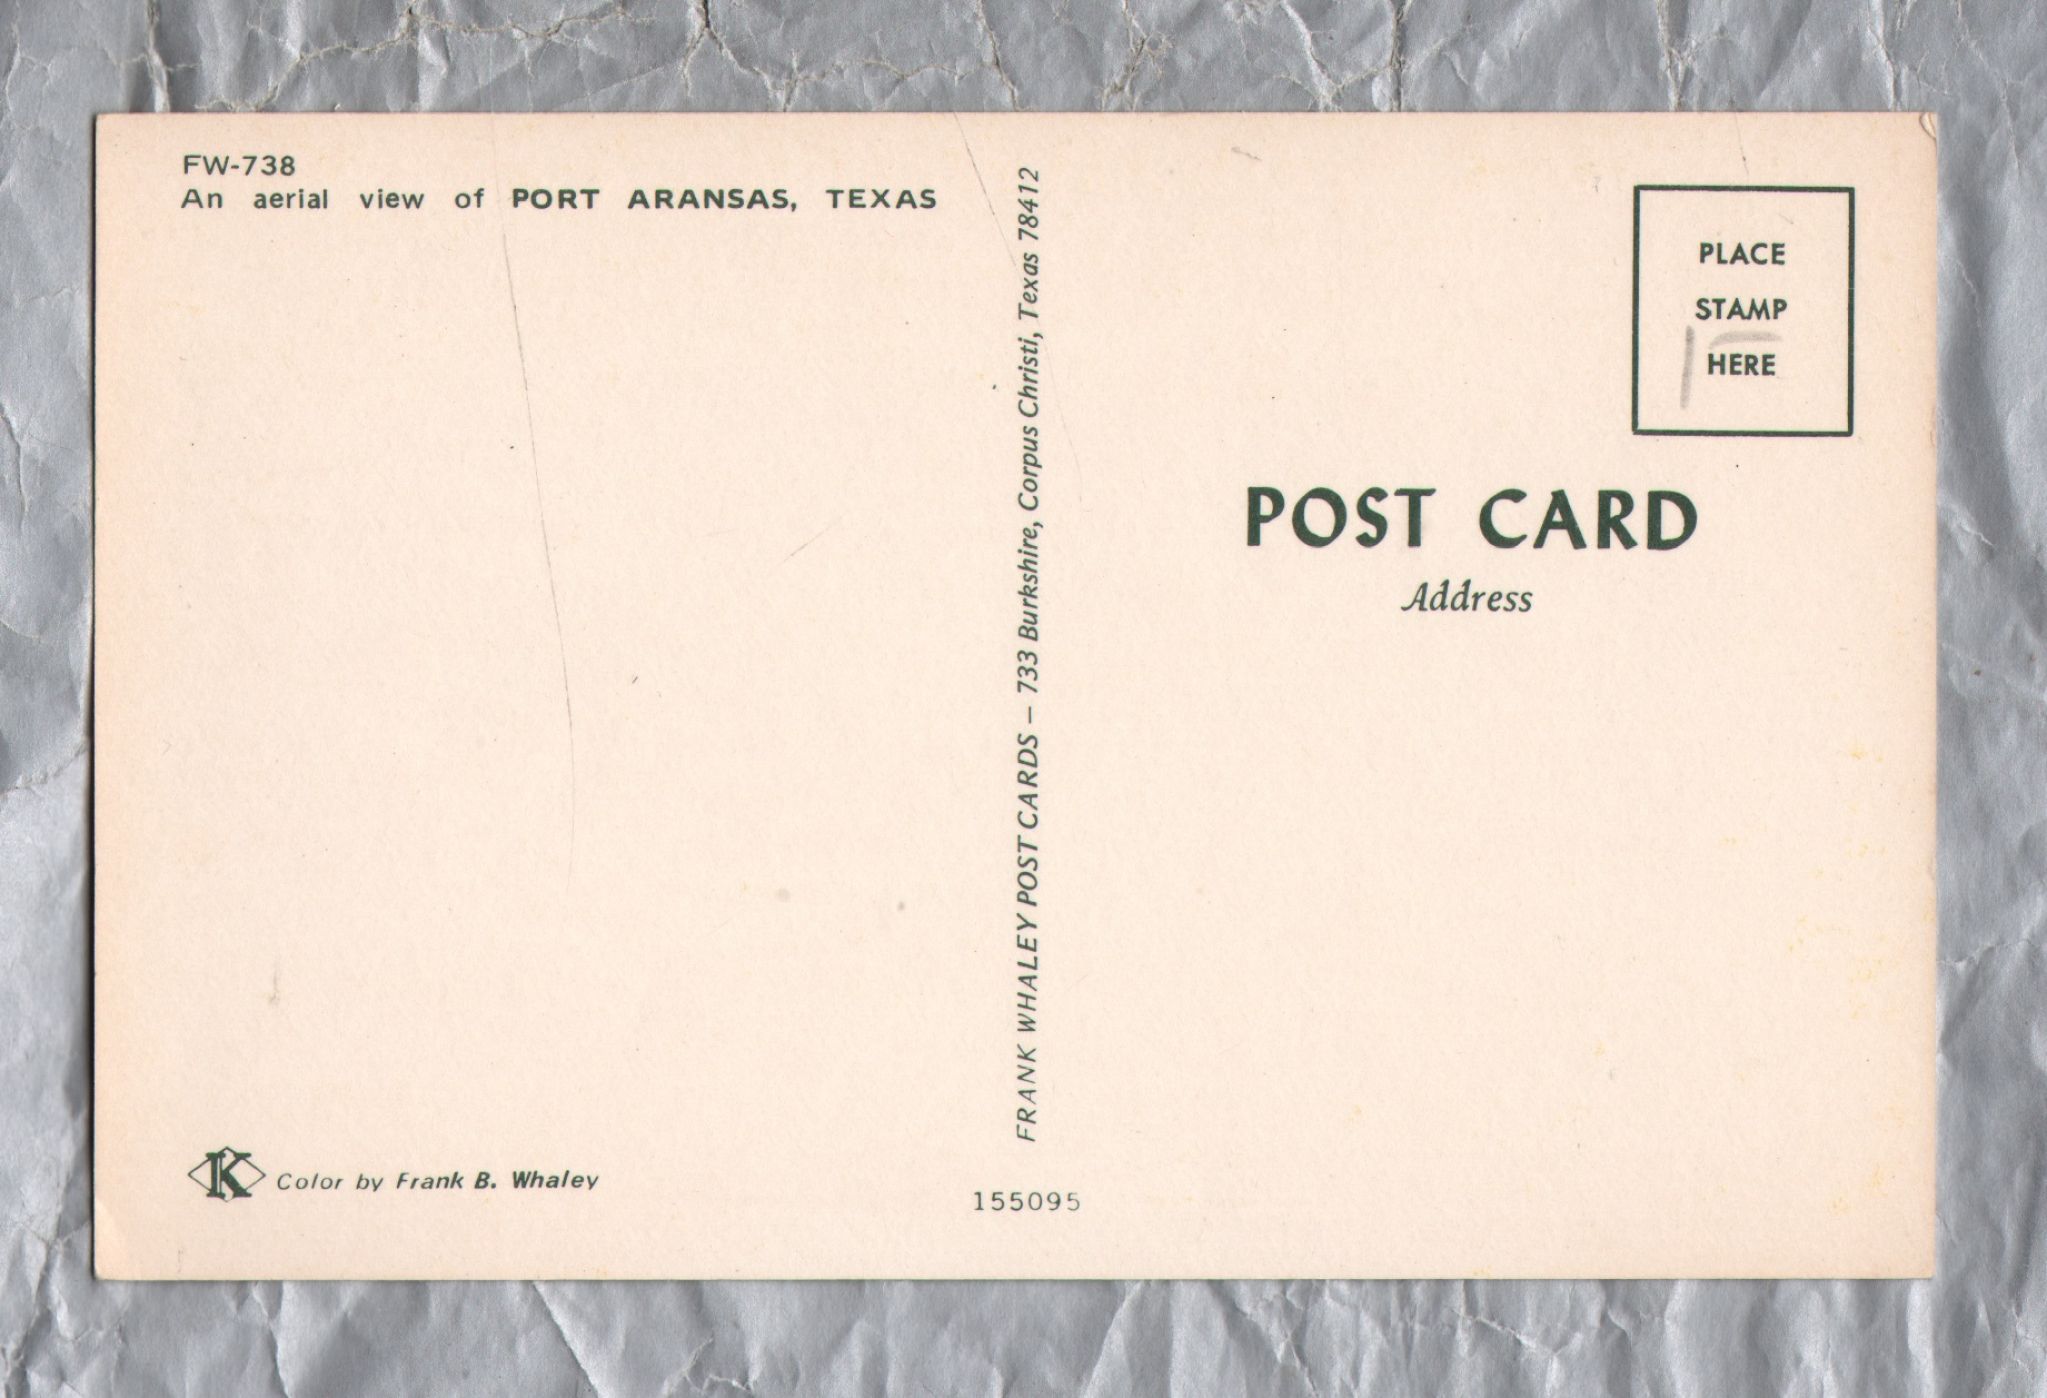 FW-738
An aerial view of PORT ARANSAS, TEXAS
K Color by Frank B. Whaley
FRANK WHALEY POST CARDS – 733 Burkshire, Corpus Christi, Texas 78412
155095
PLACE
STAMP
HERE
POST CARD
Address